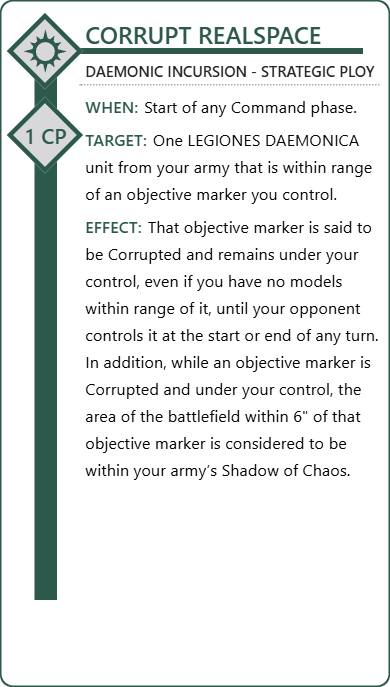 CORRUPT REALSPACE
DAEMONIC INCURSION - STRATEGIC PLOY
WHEN: Start of any Command phase.
1 CP
TARGET: One LEGIONES DAEMONICA
unit from your army that is within range
of an objective marker you control.
EFFECT: That objective marker is said to
be Corrupted and remains under your
control, even if you have no models
within range of it, until your opponent
controls it at the start or end of any turn.
In addition, while an objective marker is
Corrupted and under your control, the
area of the battlefield within 6" of that
objective marker is considered to be
within your army’s Shadow of Chaos.